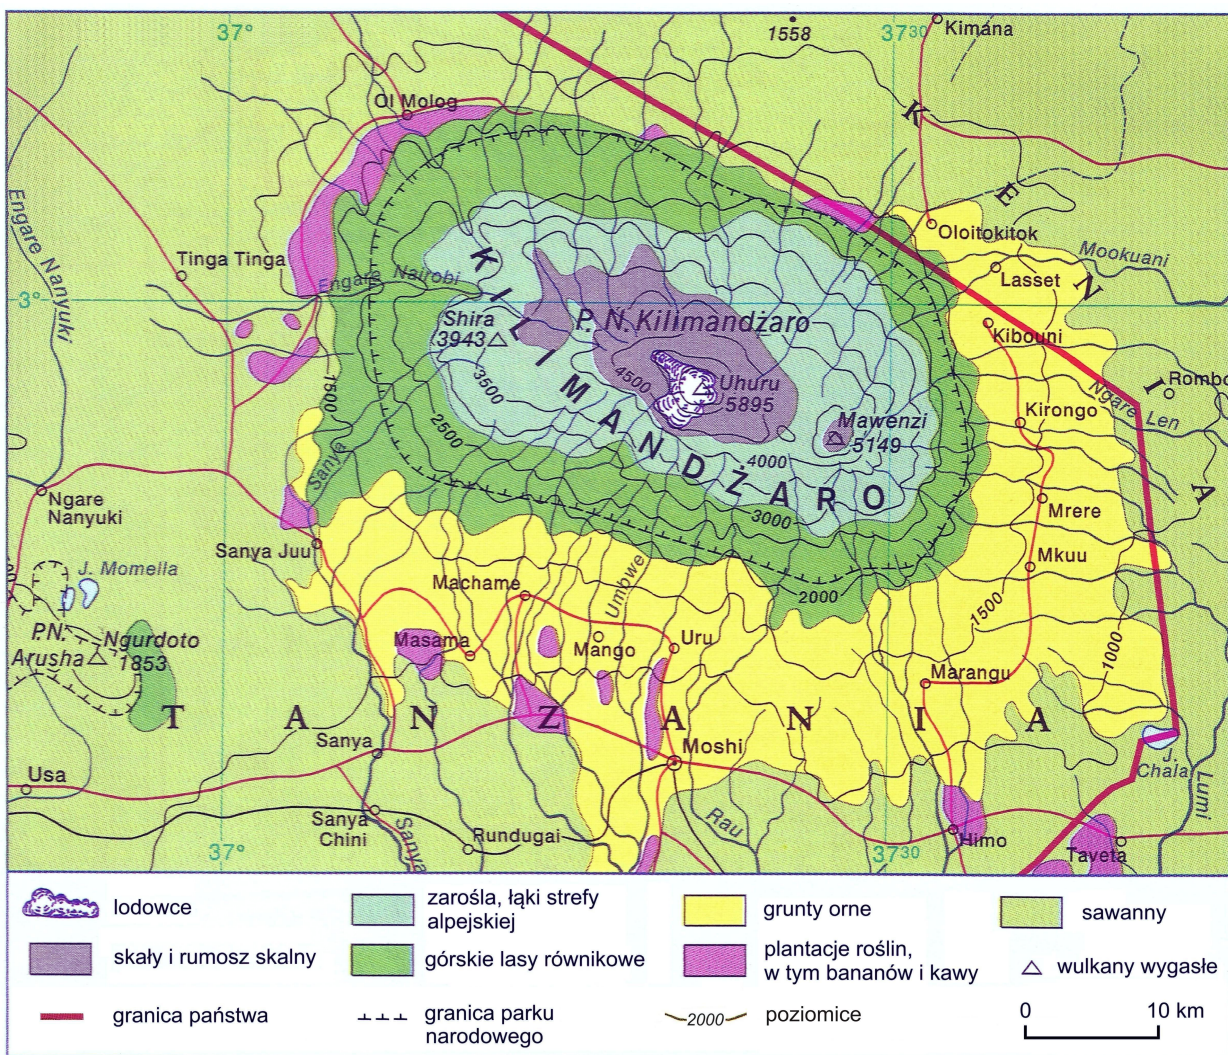 37°
1558
37 30
Kimana
Ol Molog
K
E
N
I
A
Engare Nanyuki
Oloitokitok
Mookuani
Tinga Tinga
Engare Nairobi
Lasset
3°
Shira
3943
P. N. Kilimandżaro
Kibouni
KILIMANDŻARO
1500
3500
4500
Uhuru
5895
Rombo
Ngare Len
2500
Kirongo
Mawenzi
5149
4000
Sanya
Ngare
Nanyuki
3000
Mrere
Sanya Juu
J. Momella
Machame
Umbwe
2000
Mkuu
1500
P.N.
Arusha
Ngurdoto
1853
Masama
Mango
Uru
Marangu
1000
T A N Z A N I A
Sanya
Moshi
J.
Chala
Lumi
Usa
Sanya
Chini
Sanya
Rundugai
Rau
Himo
Taveta
37°
37 30
lodowce
zarośla, łąki strefy
alpejskiej
grunty orne
sawanny
skały i rumosz skalny
górskie lasy równikowe
plantacje roślin,
w tym bananów i kawy
wulkany wygasłe
granica państwa
granica parku
narodowego
2000
poziomice
0
10 km